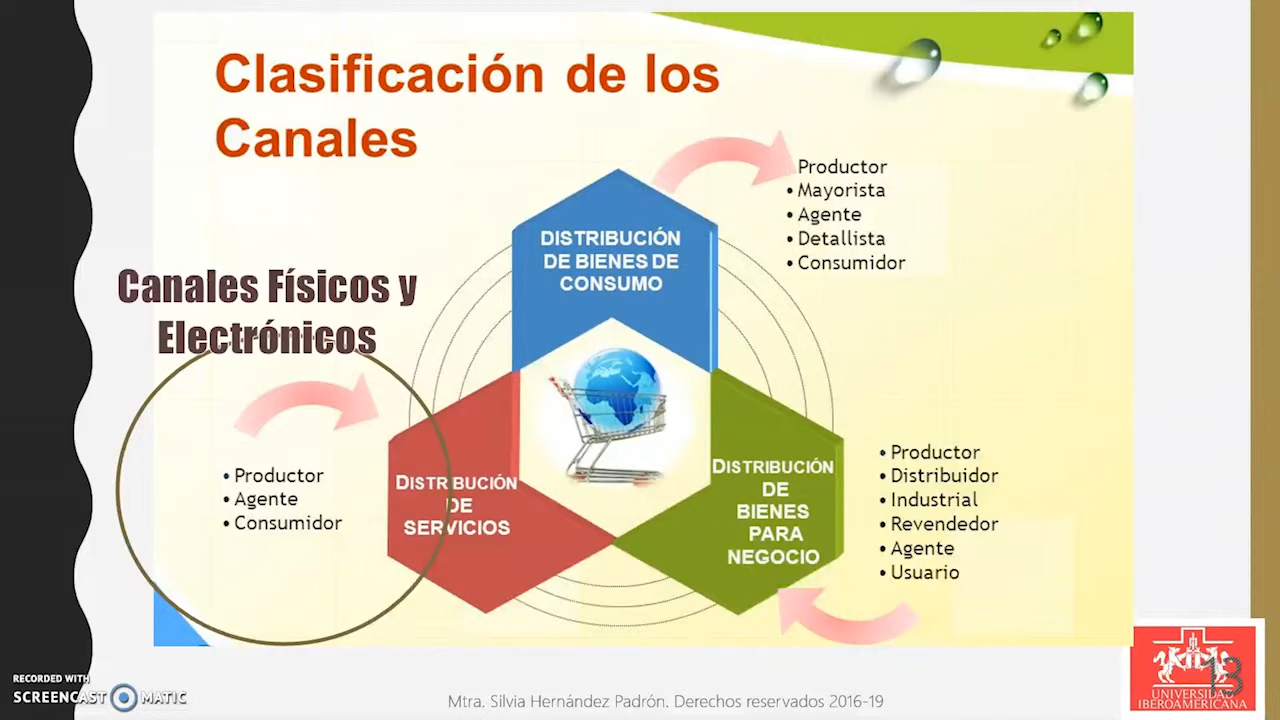 Clasificación de los
Canales
Productor
• Mayorista
• Agente
• Detallista
• Consumidor
DISTRIBUCIÓN
DE BIENES DE
CONSUMO
Canales Físicos y
Electrónicos
• Productor
• Agente
• Consumidor
DISTRIBUCIÓN
DE
SERVICIOS
DISTRIBUCIÓN
DE
BIENES
PARA
NEGOCIO
• Productor
• Distribuidor
• Industrial
• Revendedor
• Agente
• Usuario
RECORDED WITH
SCREENCAST MATIC
Mtra. Silvia Hernández Padrón. Derechos reservados 2016-19
13
UNIVERSIDAD
IBEROAMERICANA